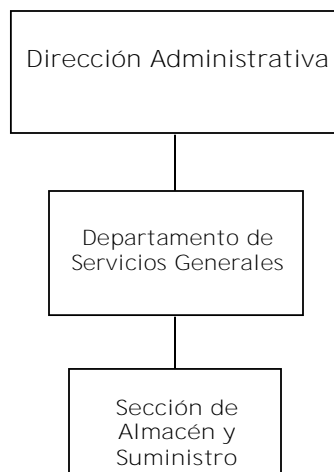 Dirección Administrativa
Departamento de
Servicios Generales
Sección de
Almacén y
Suministro